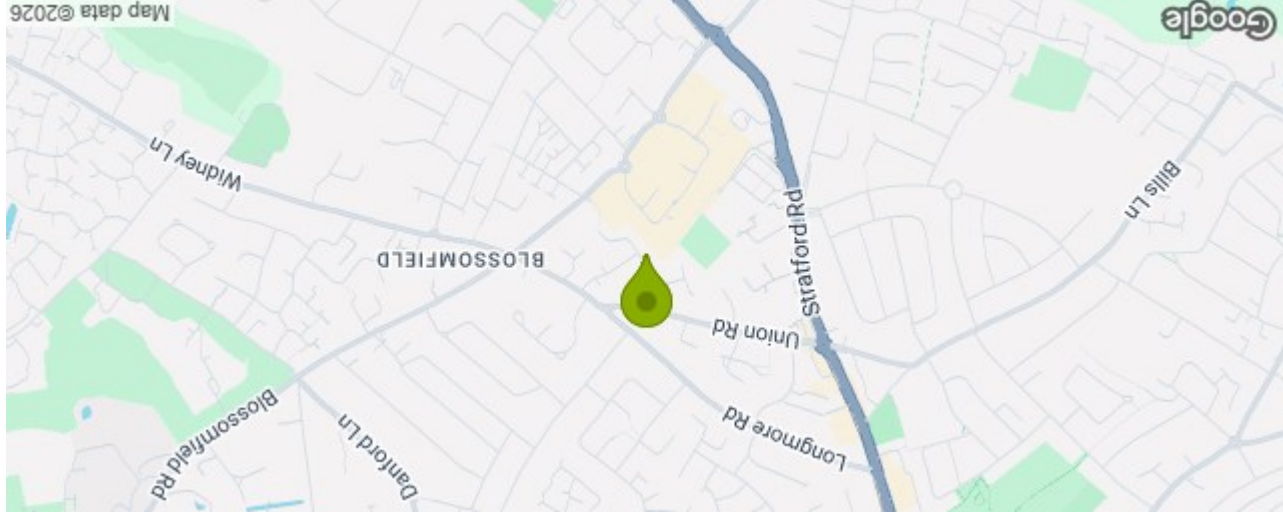 Longmore Rd
Danford Ln
Blossomfield Rd
Union Rd
BLOSSOMFIELD
Stratford Rd
Bills Ln
Widney Ln
Google
Map data ©2026